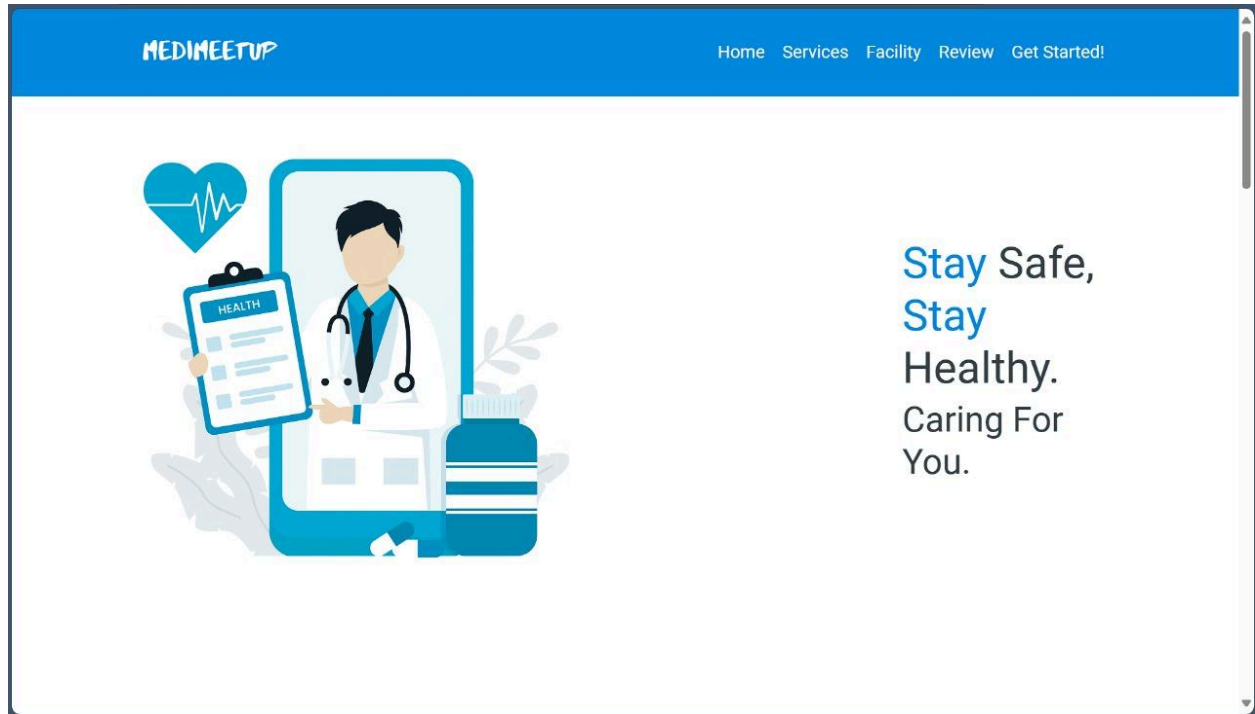 MEDIMEETUP
Home Services Facility Review Get Started!
HEALTH
Stay Safe,
Stay
Healthy.
Caring For
You.